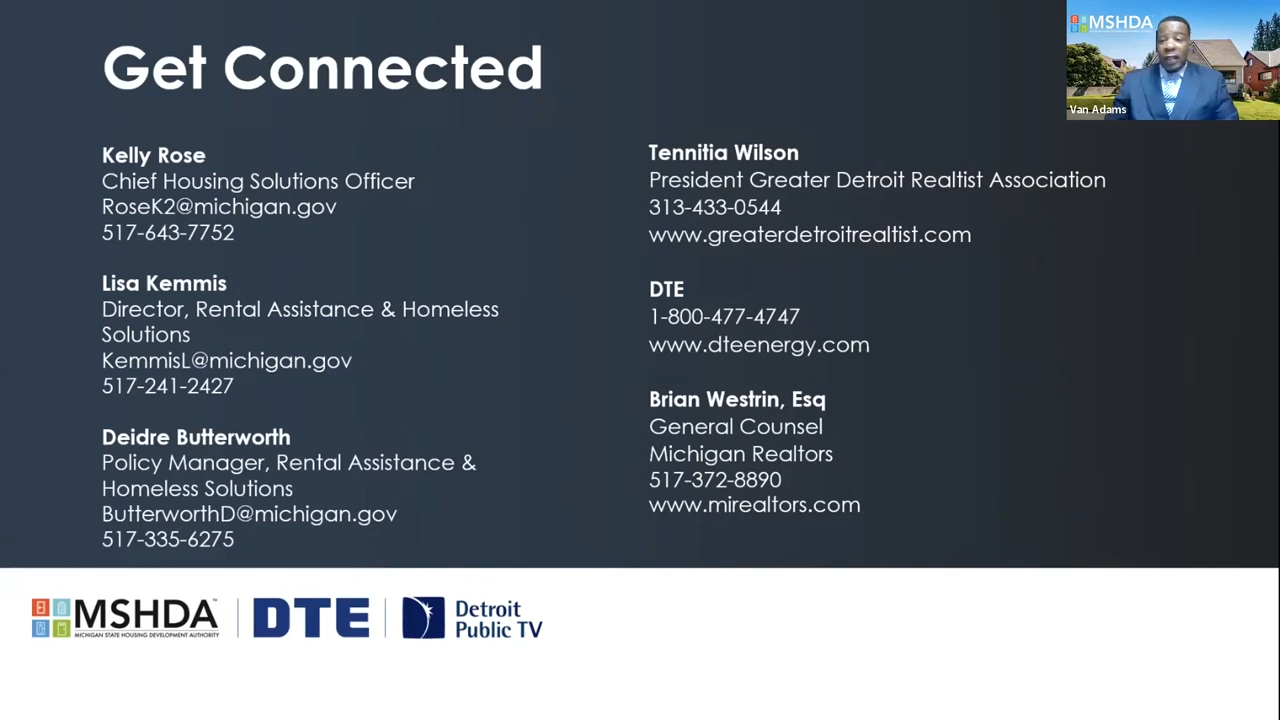 Get Connected
Kelly Rose
Chief Housing Solutions Officer
RoseK2@michigan.gov
517-643-7752
Lisa Kemmis
Director, Rental Assistance & Homeless
Solutions
KemmisL@michigan.gov
517-241-2427
Deidre Butterworth
Policy Manager, Rental Assistance &
Homeless Solutions
ButterworthD@michigan.gov
517-335-6275
Tennitia Wilson
President Greater Detroit Realtist Association
313-433-0544
www.greaterdetroitrealtist.com
DTE
1-800-477-4747
www.dteenergy.com
Brian Westrin, Esq
General Counsel
Michigan Realtors
517-372-8890
www.mirealtors.com
MSHDA
Van Adams
MSHDA™
MICHIGAN STATE HOUSING DEVELOPMENT AUTHORITY
DTE
Detroit
Public TV